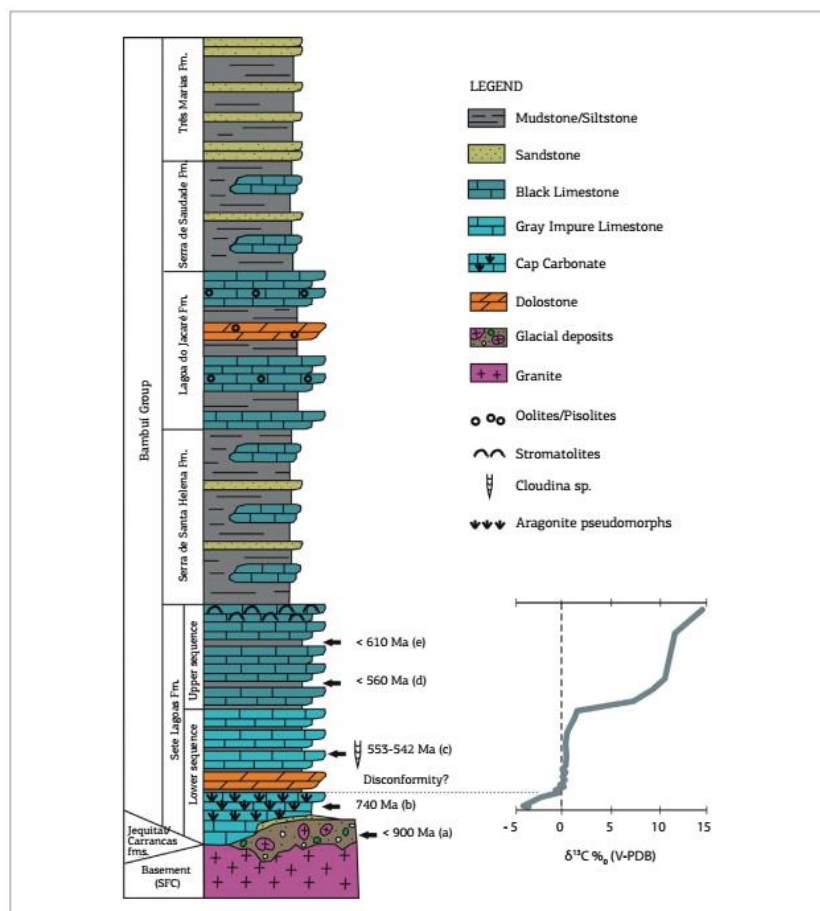 Bambuí Group
Três Marias Fm.
Serra de Saudade Fm.
Lagoa do Jacaré Fm.
Serra de Santa Helena Fm.
Sete Lagoas Fm.
Upper sequence
Lower sequence
Jequitaí/
Carrancas
fms.
Basement
(SFC)
< 610 Ma (e)
< 560 Ma (d)
553-542 Ma (c)
Disconformity?
740 Ma (b)
< 900 Ma (a)
LEGEND
Mudstone/Siltstone
Sandstone
Black Limestone
Gray Impure Limestone
Cap Carbonate
Dolostone
Glacial deposits
Granite
Oolites/Pisolites
Stromatolites
Cloudina sp.
Aragonite pseudomorphs
-5 0 5 10 15
δ¹³C ‰ (V-PDB)